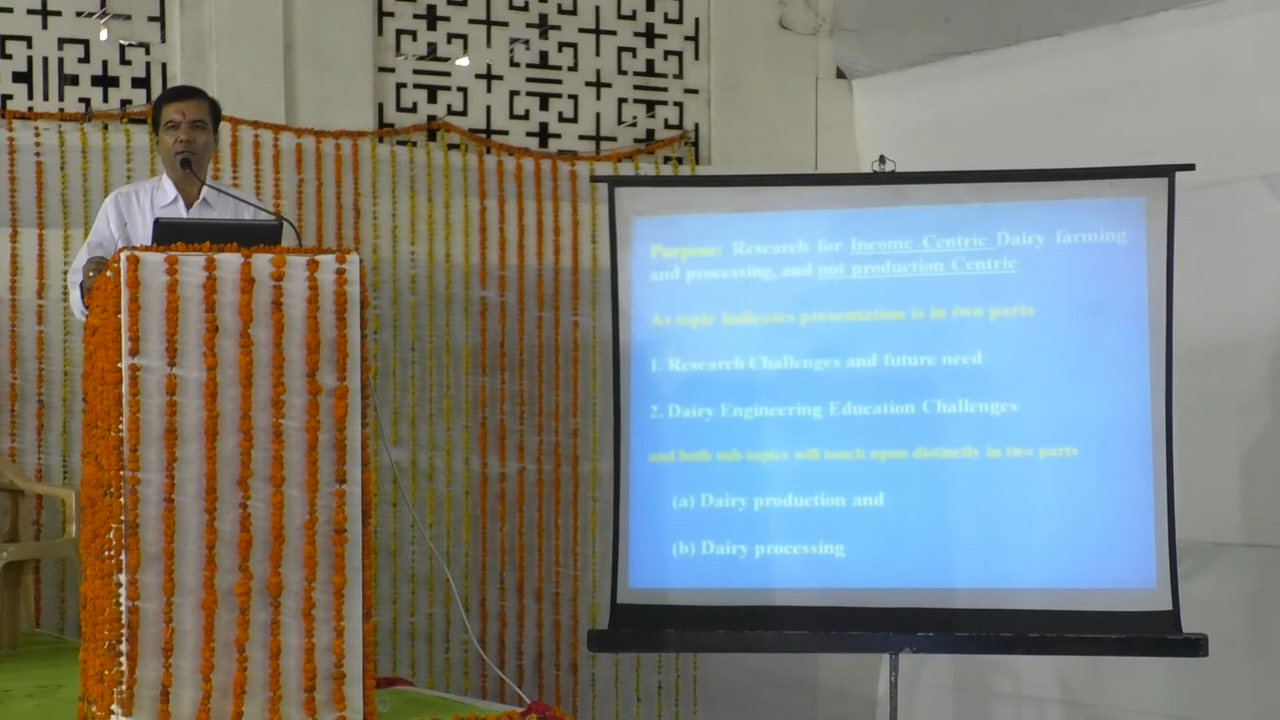 Purpose: Research for Income Centric Dairy farming
and processing, and not production Centric
As topic indicates presentation is in two parts
1. Research Challenges and future need
2. Dairy Engineering Education Challenges
and both sub-topics will touch upon distinctly in two parts
(a) Dairy production and
(b) Dairy processing